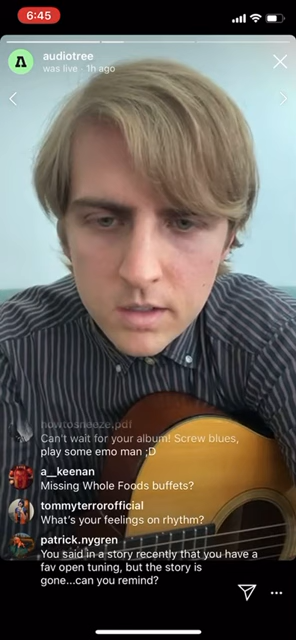 6:45
audiotree
was live · 1h ago
howtosneeze.pdf
Can't wait for your album! Screw blues,
play some emo man ;D
a__keenan
Missing Whole Foods buffets?
tommyterrorofficial
What's your feelings on rhythm?
patrick.nygren
You said in a story recently that you have a
fav open tuning, but the story is
gone...can you remind?